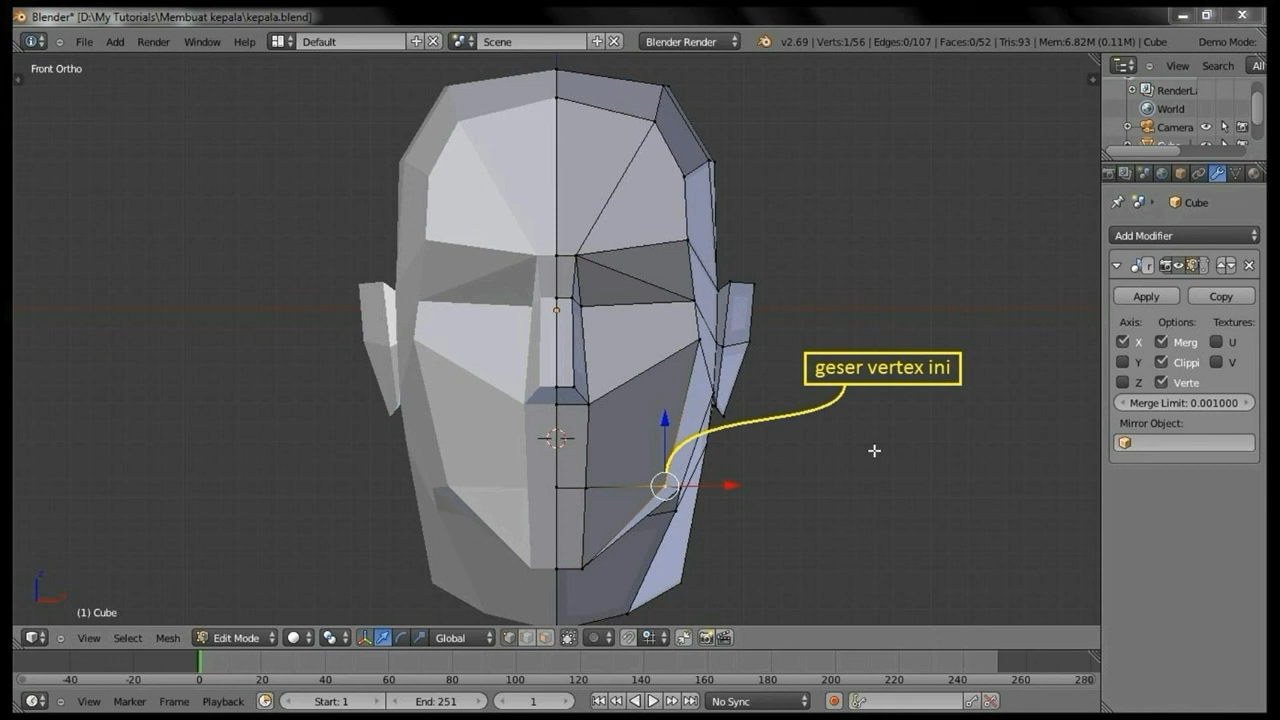 Blender* [D:\My Tutorials\Membuat kepala\kepala.blend]
File Add Render Window Help Default Scene Blender Render v2.69 | Verts:1/56 | Edges:0/107 | Faces:0/52 | Tris:93 | Mem:6.82M (0.11M) | Cube Demo Mode:
Front Ortho
View Search All
RenderLa
World
Camera
Cube
Add Modifier
Apply Copy
Axis: Options: Textures:
X Merg U
Y Clippi V
Z Verte
Merge Limit: 0.001000
Mirror Object:
geser vertex ini
(1) Cube
View Select Mesh Edit Mode Global
-40 -20 0 20 40 60 80 100 120 140 160 180 200 220 240 260 280
View Marker Frame Playback Start: 1 End: 251 1 No Sync